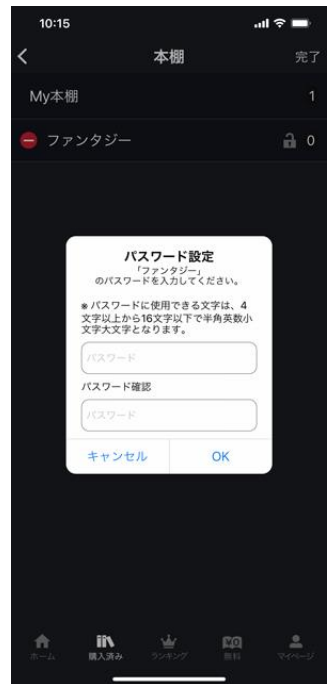 10:15
本棚
完了
My本棚
1
ファンタジー
0
パスワード設定
「ファンタジー」
のパスワードを入力してください。
※ パスワードに使用できる文字は、4
文字以上から16文字以下で半角英数小
文字大文字となります。
パスワード
パスワード確認
パスワード
キャンセル
OK
ホーム
購入済み
ランキング
¥0
無料
マイページ